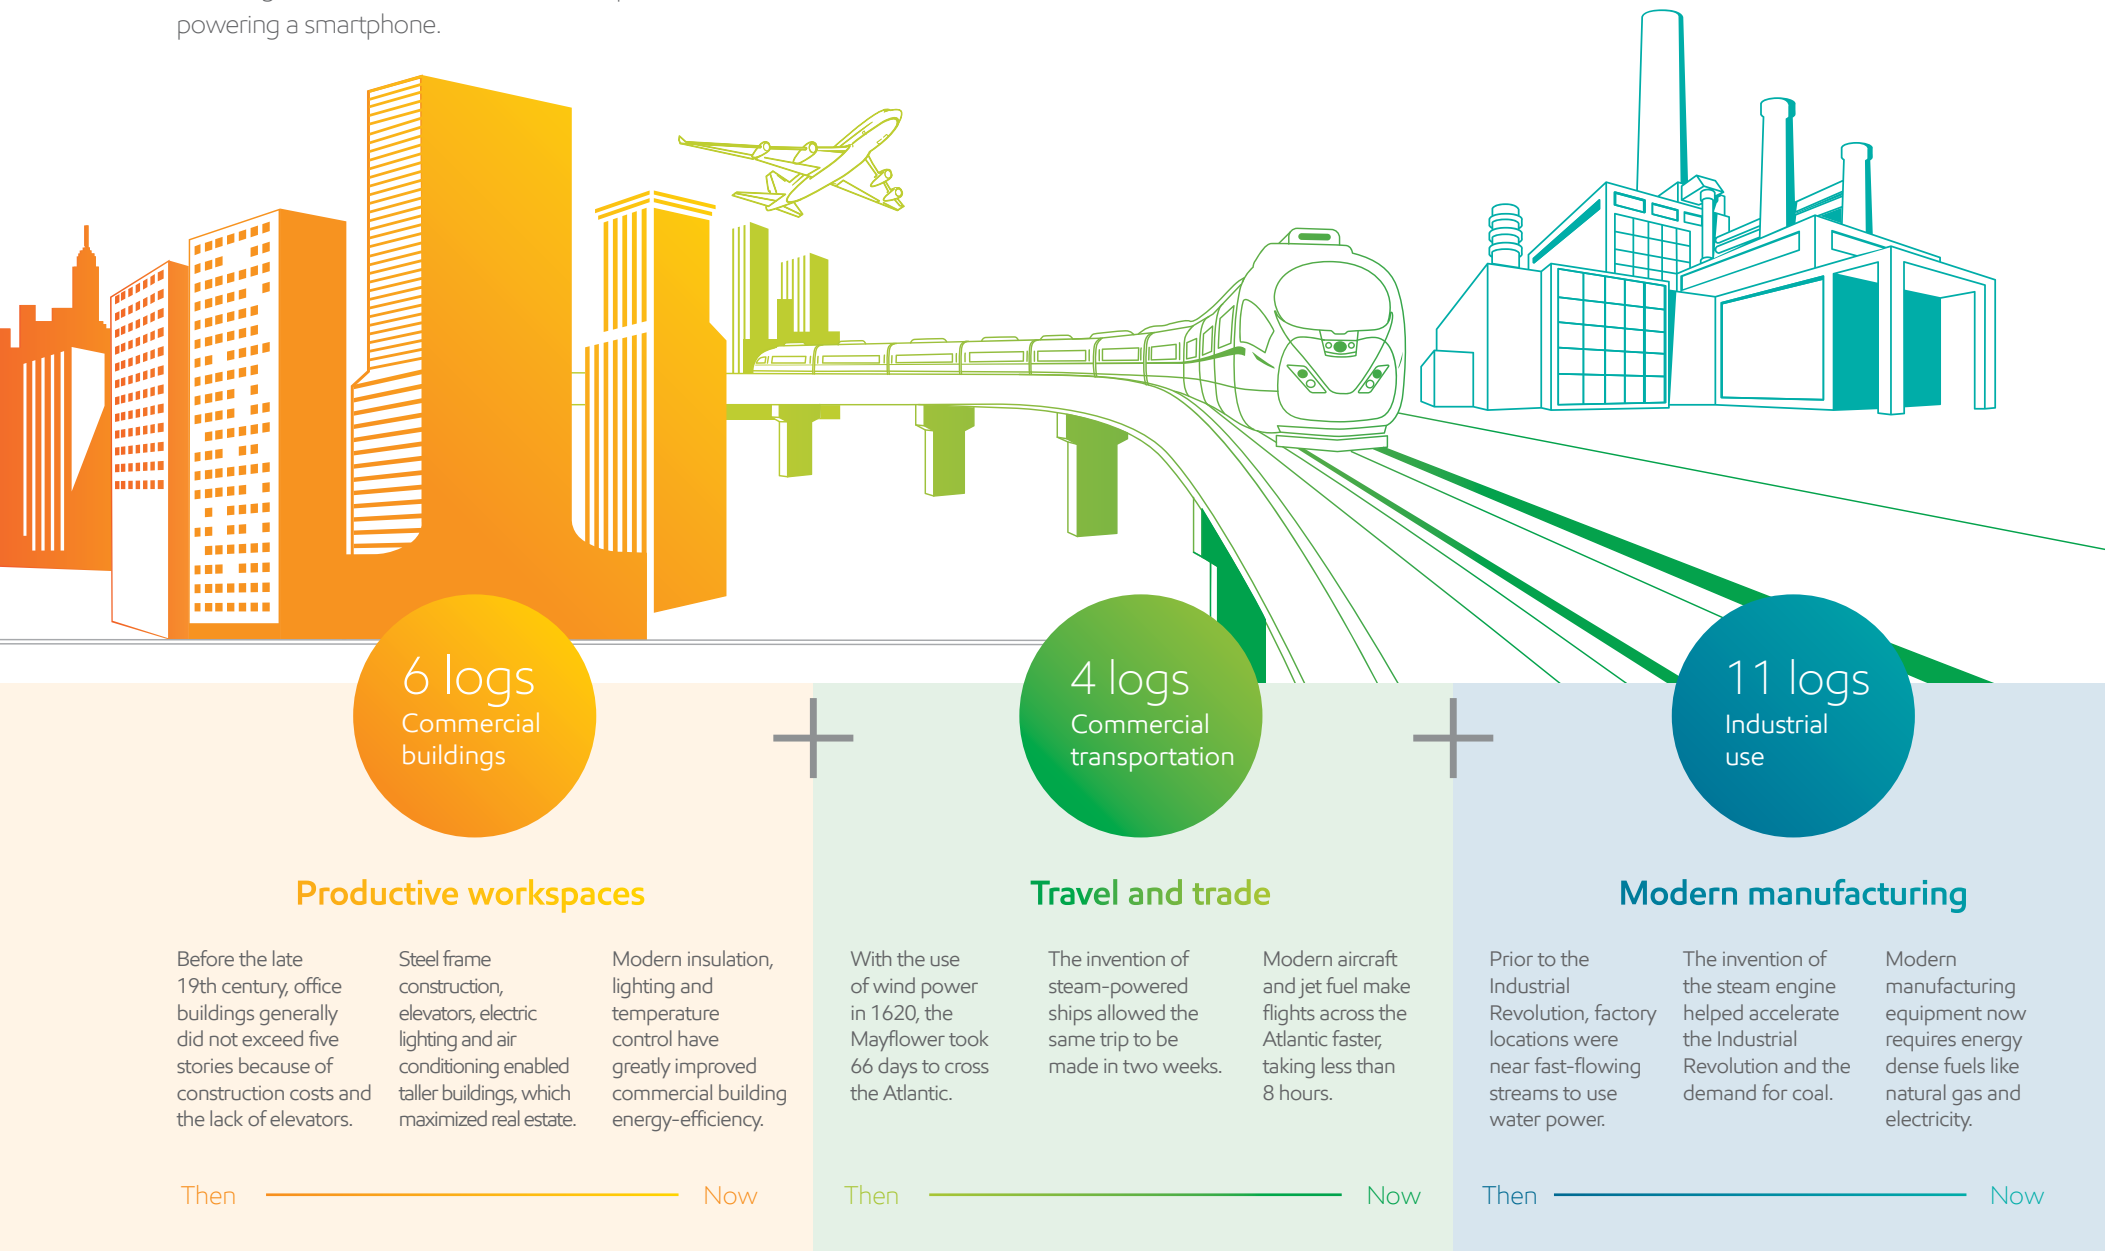 powering a smartphone.
6 logs
Commercial
buildings
4 logs
Commercial
transportation
11 logs
Industrial
use
Productive workspaces
Before the late
19th century, office
buildings generally
did not exceed five
stories because of
construction costs and
the lack of elevators.
Steel frame
construction,
elevators, electric
lighting and air
conditioning enabled
taller buildings, which
maximized real estate.
Modern insulation,
lighting and
temperature
control have
greatly improved
commercial building
energy-efficiency.
Then
Now
Travel and trade
With the use
of wind power
in 1620, the
Mayflower took
66 days to cross
the Atlantic.
The invention of
steam-powered
ships allowed the
same trip to be
made in two weeks.
Modern aircraft
and jet fuel make
flights across the
Atlantic faster,
taking less than
8 hours.
Then
Now
Modern manufacturing
Prior to the
Industrial
Revolution, factory
locations were
near fast-flowing
streams to use
water power.
The invention of
the steam engine
helped accelerate
the Industrial
Revolution and the
demand for coal.
Modern
manufacturing
equipment now
requires energy
dense fuels like
natural gas and
electricity.
Then
Now